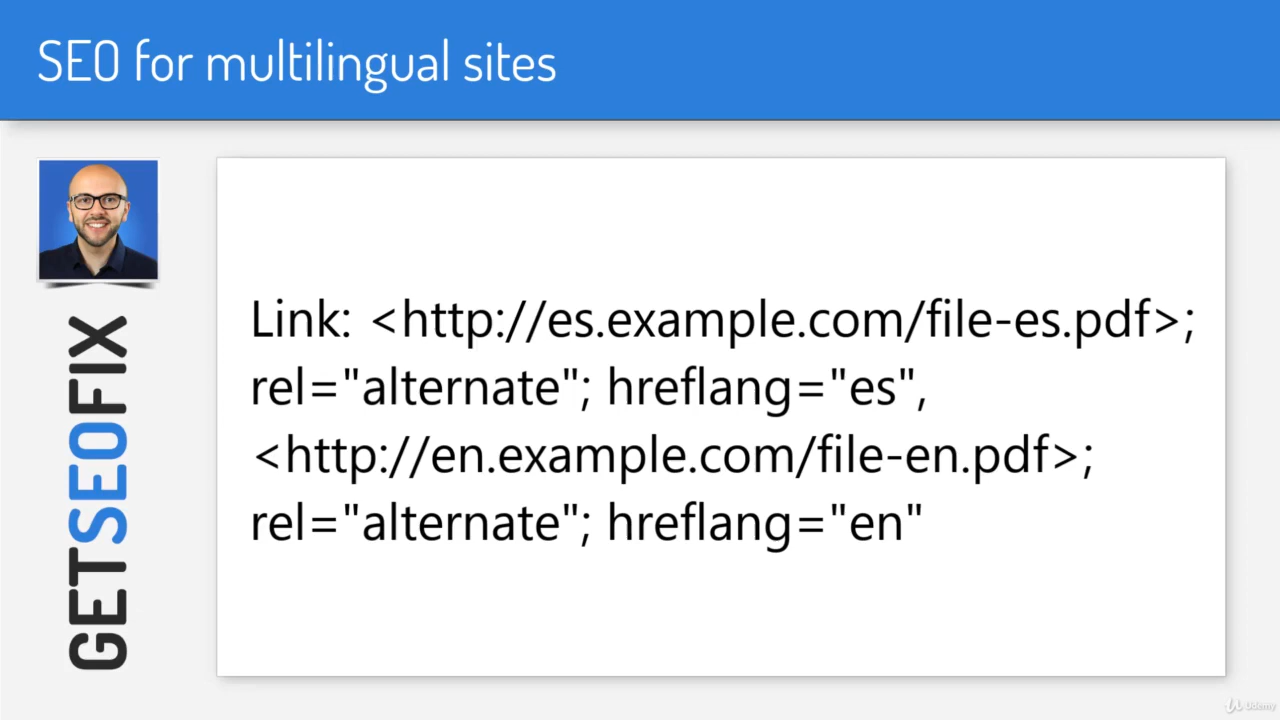 SEO for multilingual sites
GETSEOFIX
Link: <http://es.example.com/file-es.pdf>;
rel="alternate"; hreflang="es",
<http://en.example.com/file-en.pdf>;
rel="alternate"; hreflang="en"
Udemy